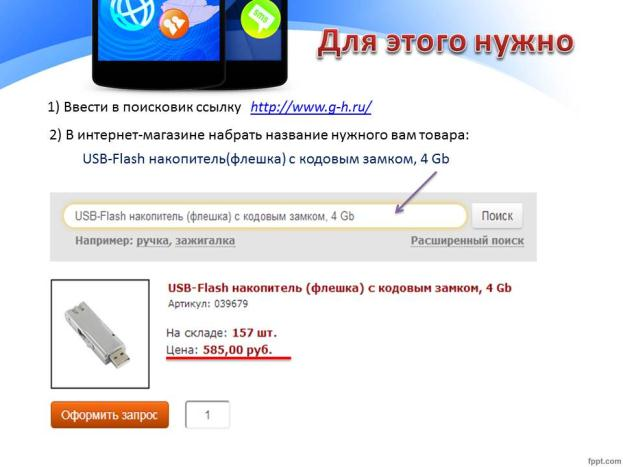 sms
Для этого нужно
1) Ввести в поисковик ссылку http://www.g-h.ru/
2) В интернет-магазине набрать название нужного вам товара:
USB-Flash накопитель(флешка) с кодовым замком, 4 Gb
USB-Flash накопитель (флешка) с кодовым замком, 4 Gb Поиск
Например: ручка, зажигалка Расширенный поиск
USB-Flash накопитель (флешка) с кодовым замком, 4 Gb
Артикул: 039679
На складе: 157 шт.
Цена: 585,00 руб.
Оформить запрос 1
fppt.com